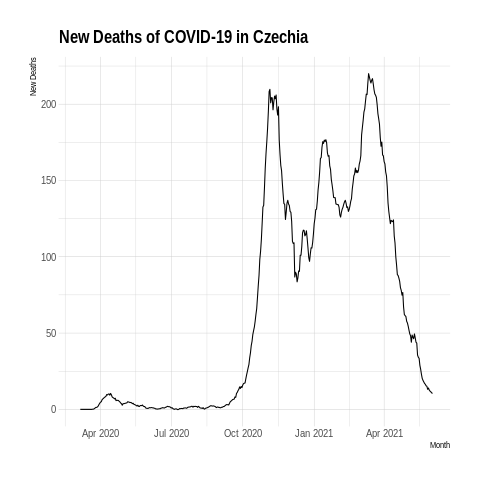 New Deaths of COVID-19 in Czechia
New Deaths
200
150
100
50
0
Apr 2020 Jul 2020 Oct 2020 Jan 2021 Apr 2021
Month